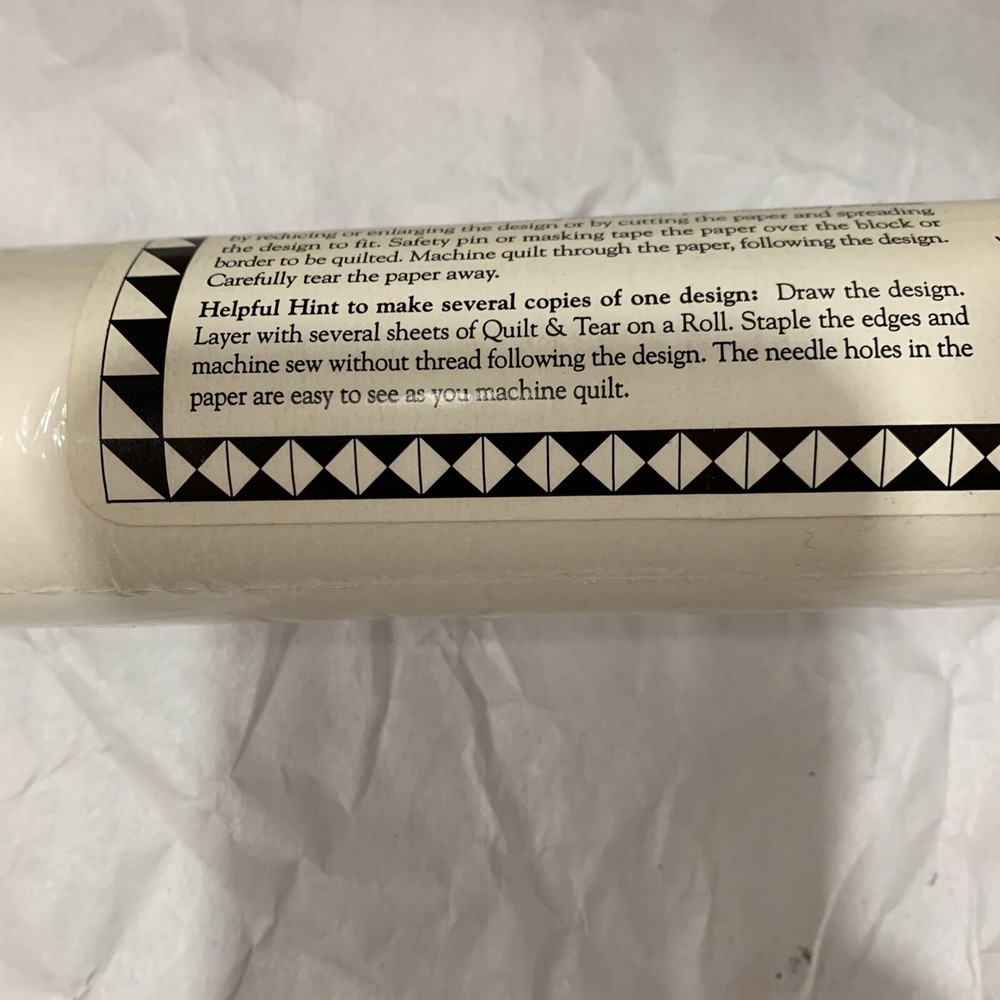 by reducing or enlarging the design or by cutting the paper and spreading
the design to fit. Safety pin or masking tape the paper over the block or
border to be quilted. Machine quilt through the paper, following the design.
Carefully tear the paper away.
Helpful Hint to make several copies of one design: Draw the design.
Layer with several sheets of Quilt & Tear on a Roll. Staple the edges and
machine sew without thread following the design. The needle holes in the
paper are easy to see as you machine quilt.